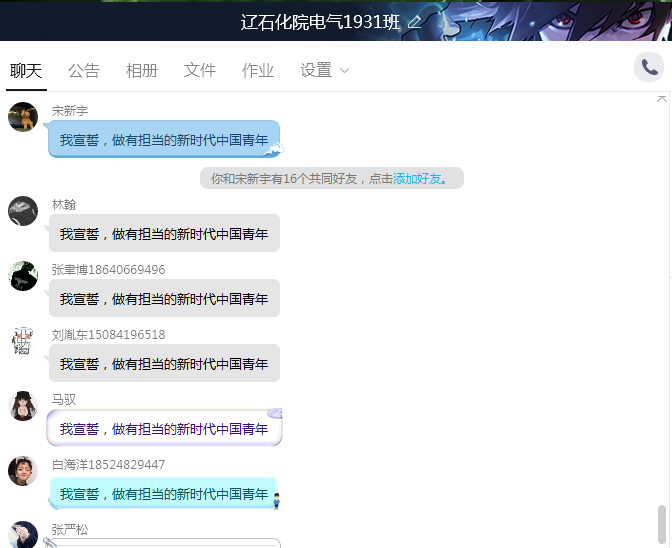 辽石化院电气1931班
聊天 公告 相册 文件 作业 设置
宋新宇
我宣誓，做有担当的新时代中国青年
你和宋新宇有16个共同好友，点击添加好友。
林翰
我宣誓，做有担当的新时代中国青年
张聿博18640669496
我宣誓，做有担当的新时代中国青年
刘胤东15084196518
我宣誓，做有担当的新时代中国青年
马驭
我宣誓，做有担当的新时代中国青年
白海洋18524829447
我宣誓，做有担当的新时代中国青年
张严松